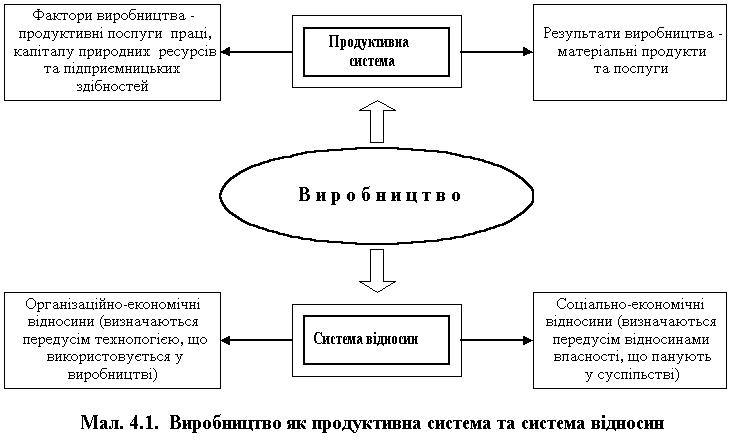 Фактори виробництва -
продуктивні послуги праці,
капіталу природних ресурсів
та підприємницьких
здібностей
Продуктивна
система
Результати виробництва -
матеріальні продукти
та послуги
Виробництво
Організаційно-економічні
відносини (визначаються
передусім технологією, що
використовується у
виробництві)
Система відносин
Соціально-економічні
відносини (визначаються
передусім відносинами
власності, що панують
у суспільстві)
Мал. 4.1. Виробництво як продуктивна система та система відносин